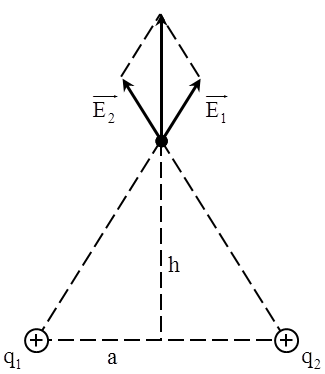 E₂ E₁
h
+ +
q₁ a q₂